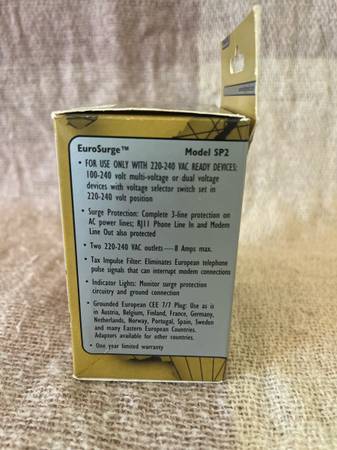 EuroSurge™ Model SP2
• FOR USE ONLY WITH 220-240 VAC READY DEVICES:
100-240 volt multi-voltage or dual voltage
devices with voltage selector switch set in
220-240 volt position
• Surge Protection: Complete 3-line protection on
AC power lines; RJ11 Phone Line In and Modem
Line Out also protected
• Two 220-240 VAC outlets—8 Amps max.
• Tax Impulse Filter: Eliminates European telephone
pulse signals that can interrupt modem connections
• Indicator Lights: Monitor surge protection
circuitry and ground connection
• Grounded European CEE 7/7 Plug: Use as is
in Austria, Belgium, Finland, France, Germany,
Netherlands, Norway, Portugal, Spain, Sweden
and many Eastern European Countries.
Adaptors available for other countries.
• One year limited warranty